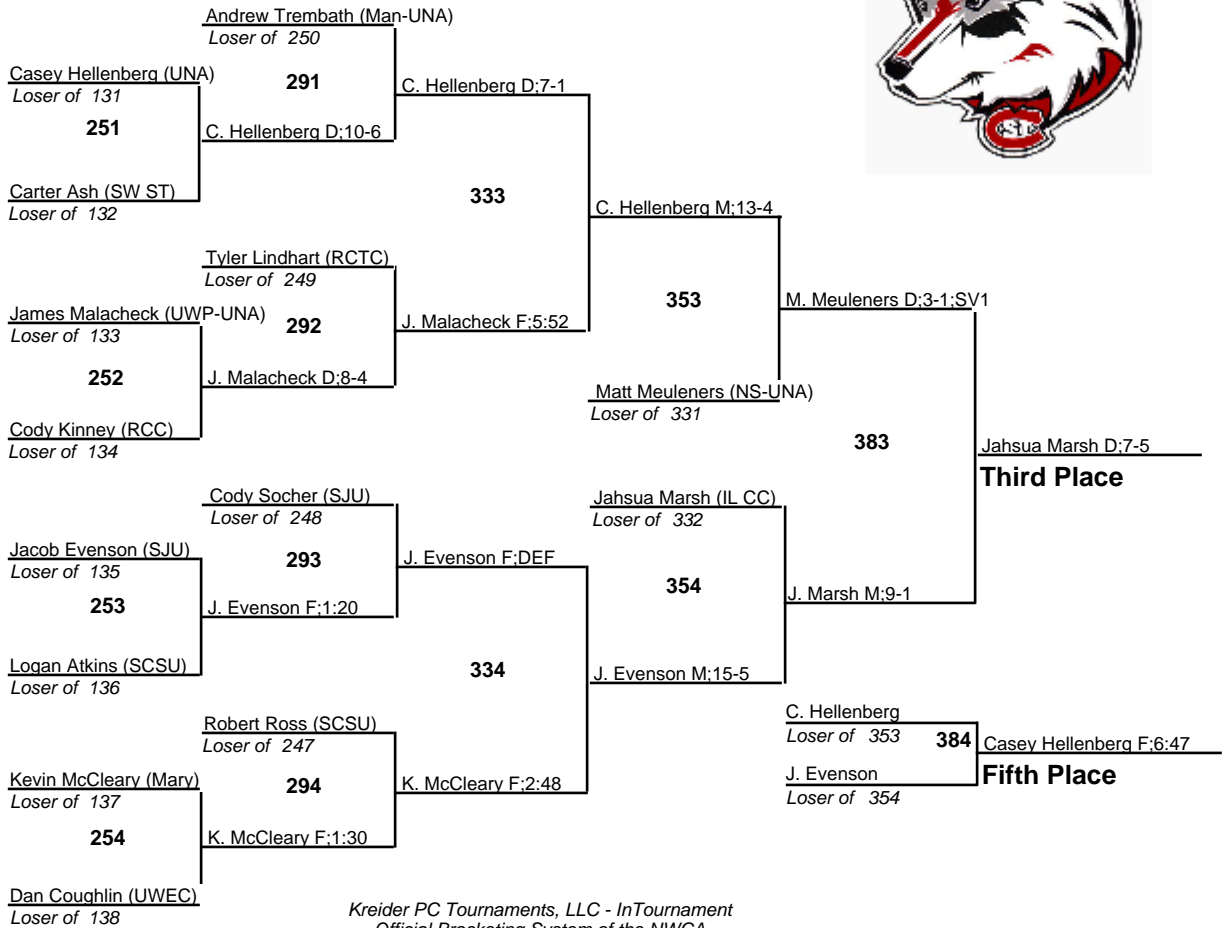 Andrew Trembath (Man-UNA)
Loser of 250
Casey Hellenberg (UNA)
Loser of 131
291
C. Hellenberg D;7-1
251
C. Hellenberg D;10-6
Carter Ash (SW ST)
Loser of 132
333
C. Hellenberg M;13-4
Tyler Lindhart (RCTC)
Loser of 249
James Malacheck (UWP-UNA)
Loser of 133
292
J. Malacheck F;5:52
353
M. Meuleners D;3-1;SV1
252
J. Malacheck D;8-4
Matt Meuleners (NS-UNA)
Loser of 331
Cody Kinney (RCC)
Loser of 134
383
Jahsua Marsh D;7-5
Third Place
Cody Socher (SJU)
Loser of 248
Jahsua Marsh (IL CC)
Loser of 332
Jacob Evenson (SJU)
Loser of 135
293
J. Evenson F;DEF
354
J. Marsh M;9-1
253
J. Evenson F;1:20
Logan Atkins (SCSU)
Loser of 136
334
J. Evenson M;15-5
Robert Ross (SCSU)
Loser of 247
C. Hellenberg
Loser of 353
384
Casey Hellenberg F;6:47
Fifth Place
J. Evenson
Loser of 354
Kevin McCleary (Mary)
Loser of 137
294
K. McCleary F;2:48
254
K. McCleary F;1:30
Dan Coughlin (UWEC)
Loser of 138
Kreider PC Tournaments, LLC - InTournament
Official Bracketing System of the NWCA